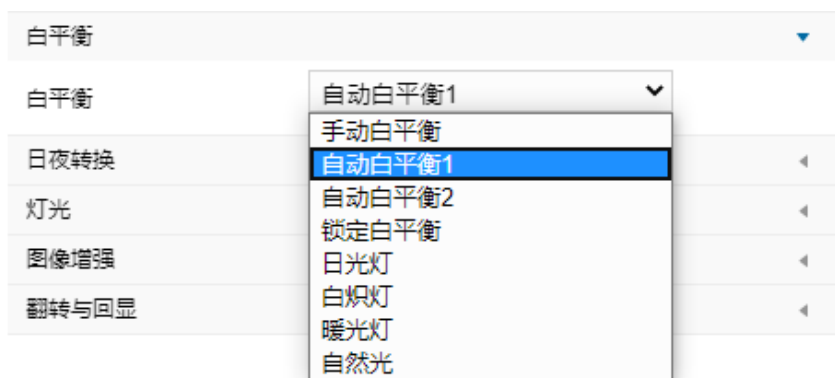 白平衡
白平衡 自动白平衡1
手动白平衡
日夜转换 自动白平衡1
自动白平衡2
灯光
锁定白平衡
图像增强 日光灯
白炽灯
翻转与回显
暖光灯
自然光